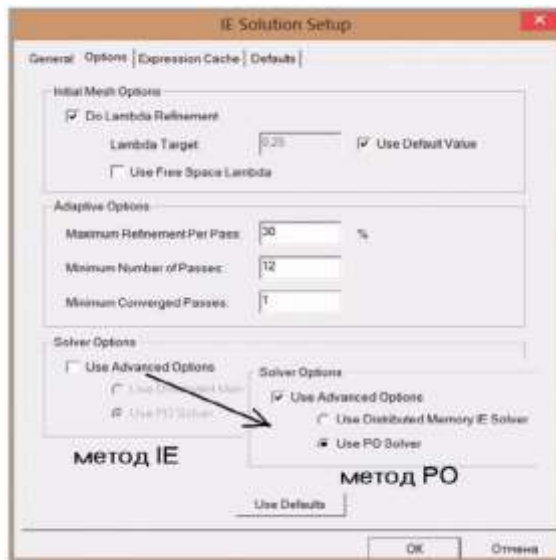 IE Solution Setup
General Options Expression Cache Defaults
Initial Mesh Options
Do Lambda Refinement
Lambda Target: 0.25 Use Default Value
Use Free Space Lambda
Adaptive Options
Maximum Refinement Per Pass: 30 %
Minimum Number of Passes: 12
Minimum Converged Passes: 1
Solver Options
Use Advanced Options
Use Distributed Mem
Use PO Solver
метод IE
Solver Options
Use Advanced Options
Use Distributed Memory IE Solver
Use PO Solver
метод PO
Use Defaults
OK Отмена